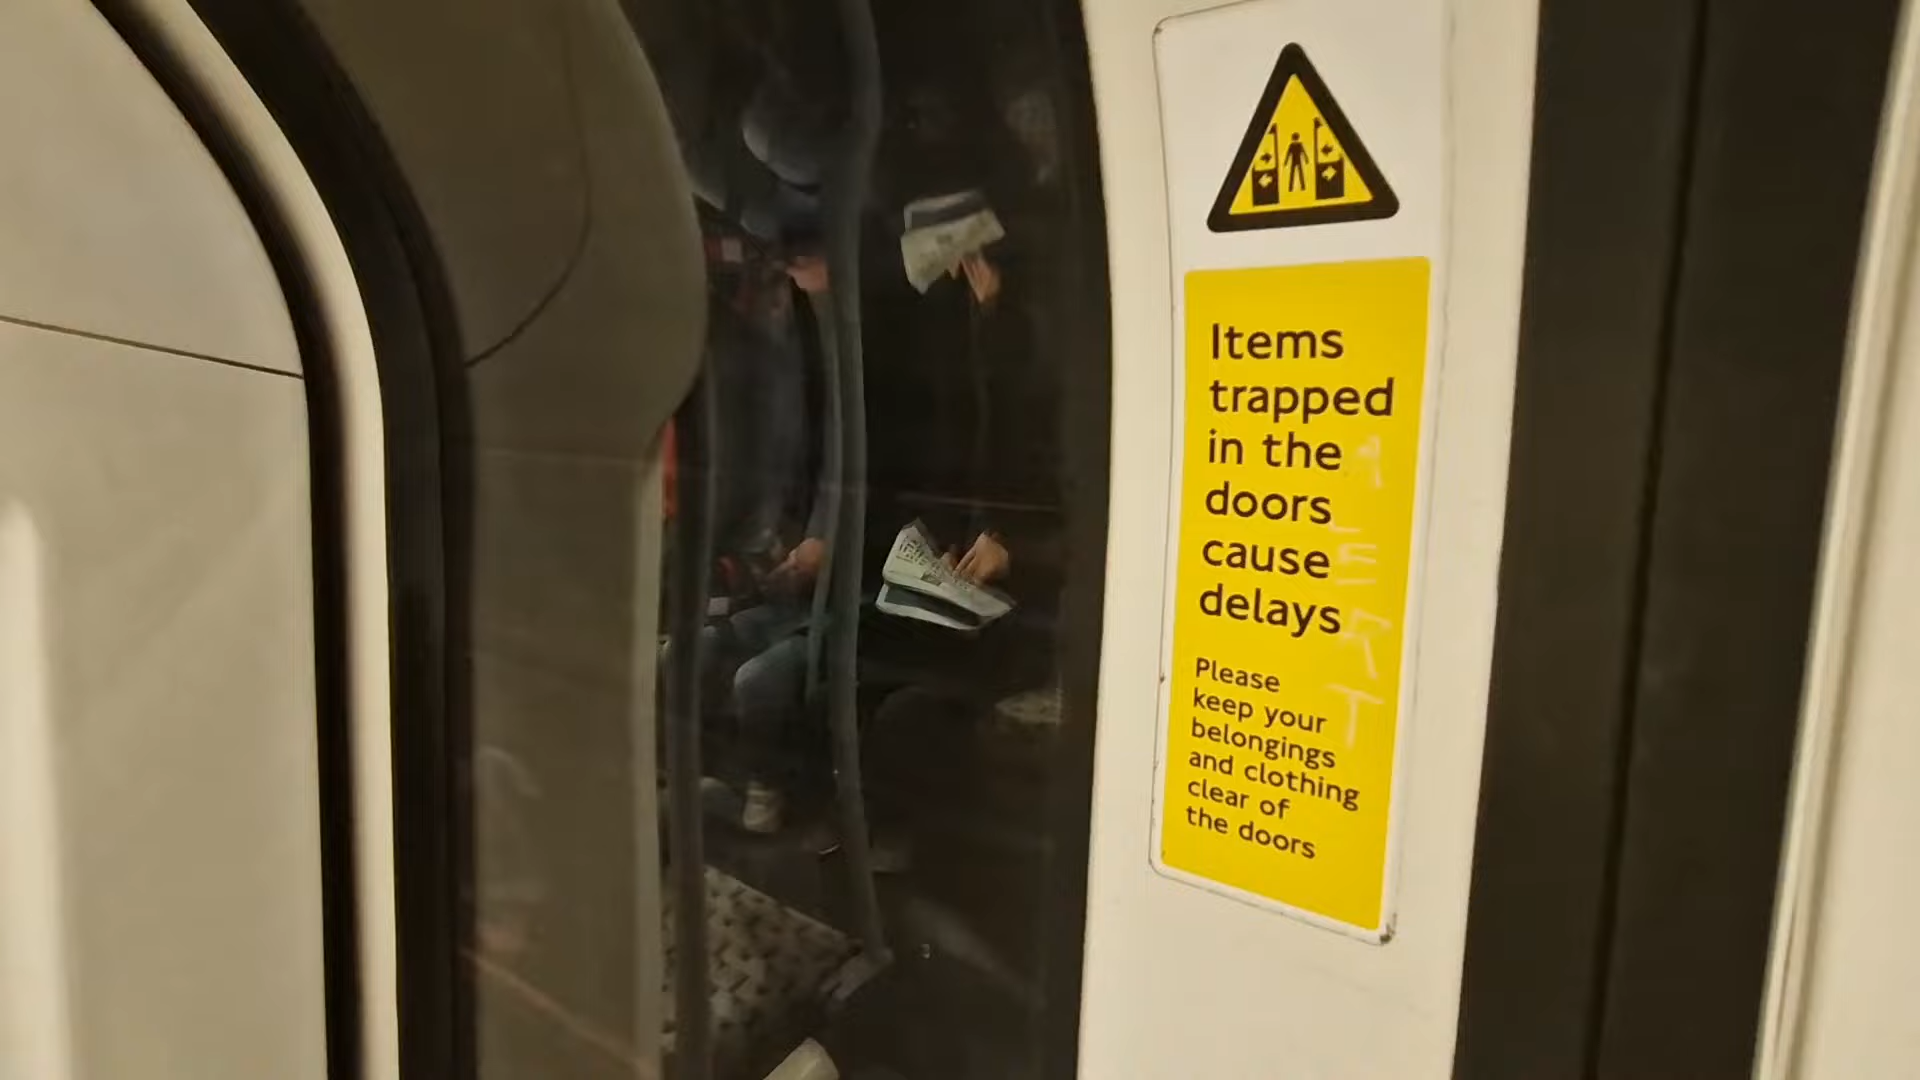 Items
trapped
in the
doors
cause
delays
Please
keep your
belongings
and clothing
clear of
the doors